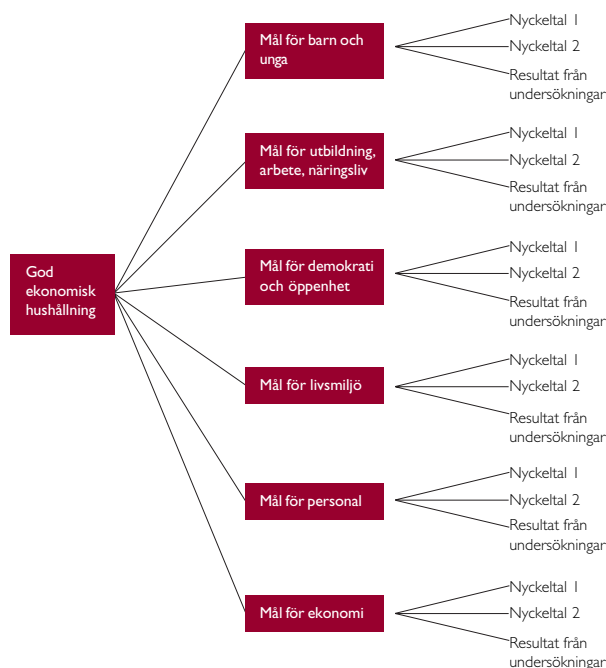 God
ekonomisk
hushållning
Mål för barn och
unga
Nyckeltal 1
Nyckeltal 2
Resultat från
undersökningar
Mål för utbildning,
arbete, näringsliv
Nyckeltal 1
Nyckeltal 2
Resultat från
undersökningar
Mål för demokrati
och öppenhet
Nyckeltal 1
Nyckeltal 2
Resultat från
undersökningar
Mål för livsmiljö
Nyckeltal 1
Nyckeltal 2
Resultat från
undersökningar
Mål för personal
Nyckeltal 1
Nyckeltal 2
Resultat från
undersökningar
Mål för ekonomi
Nyckeltal 1
Nyckeltal 2
Resultat från
undersökningar